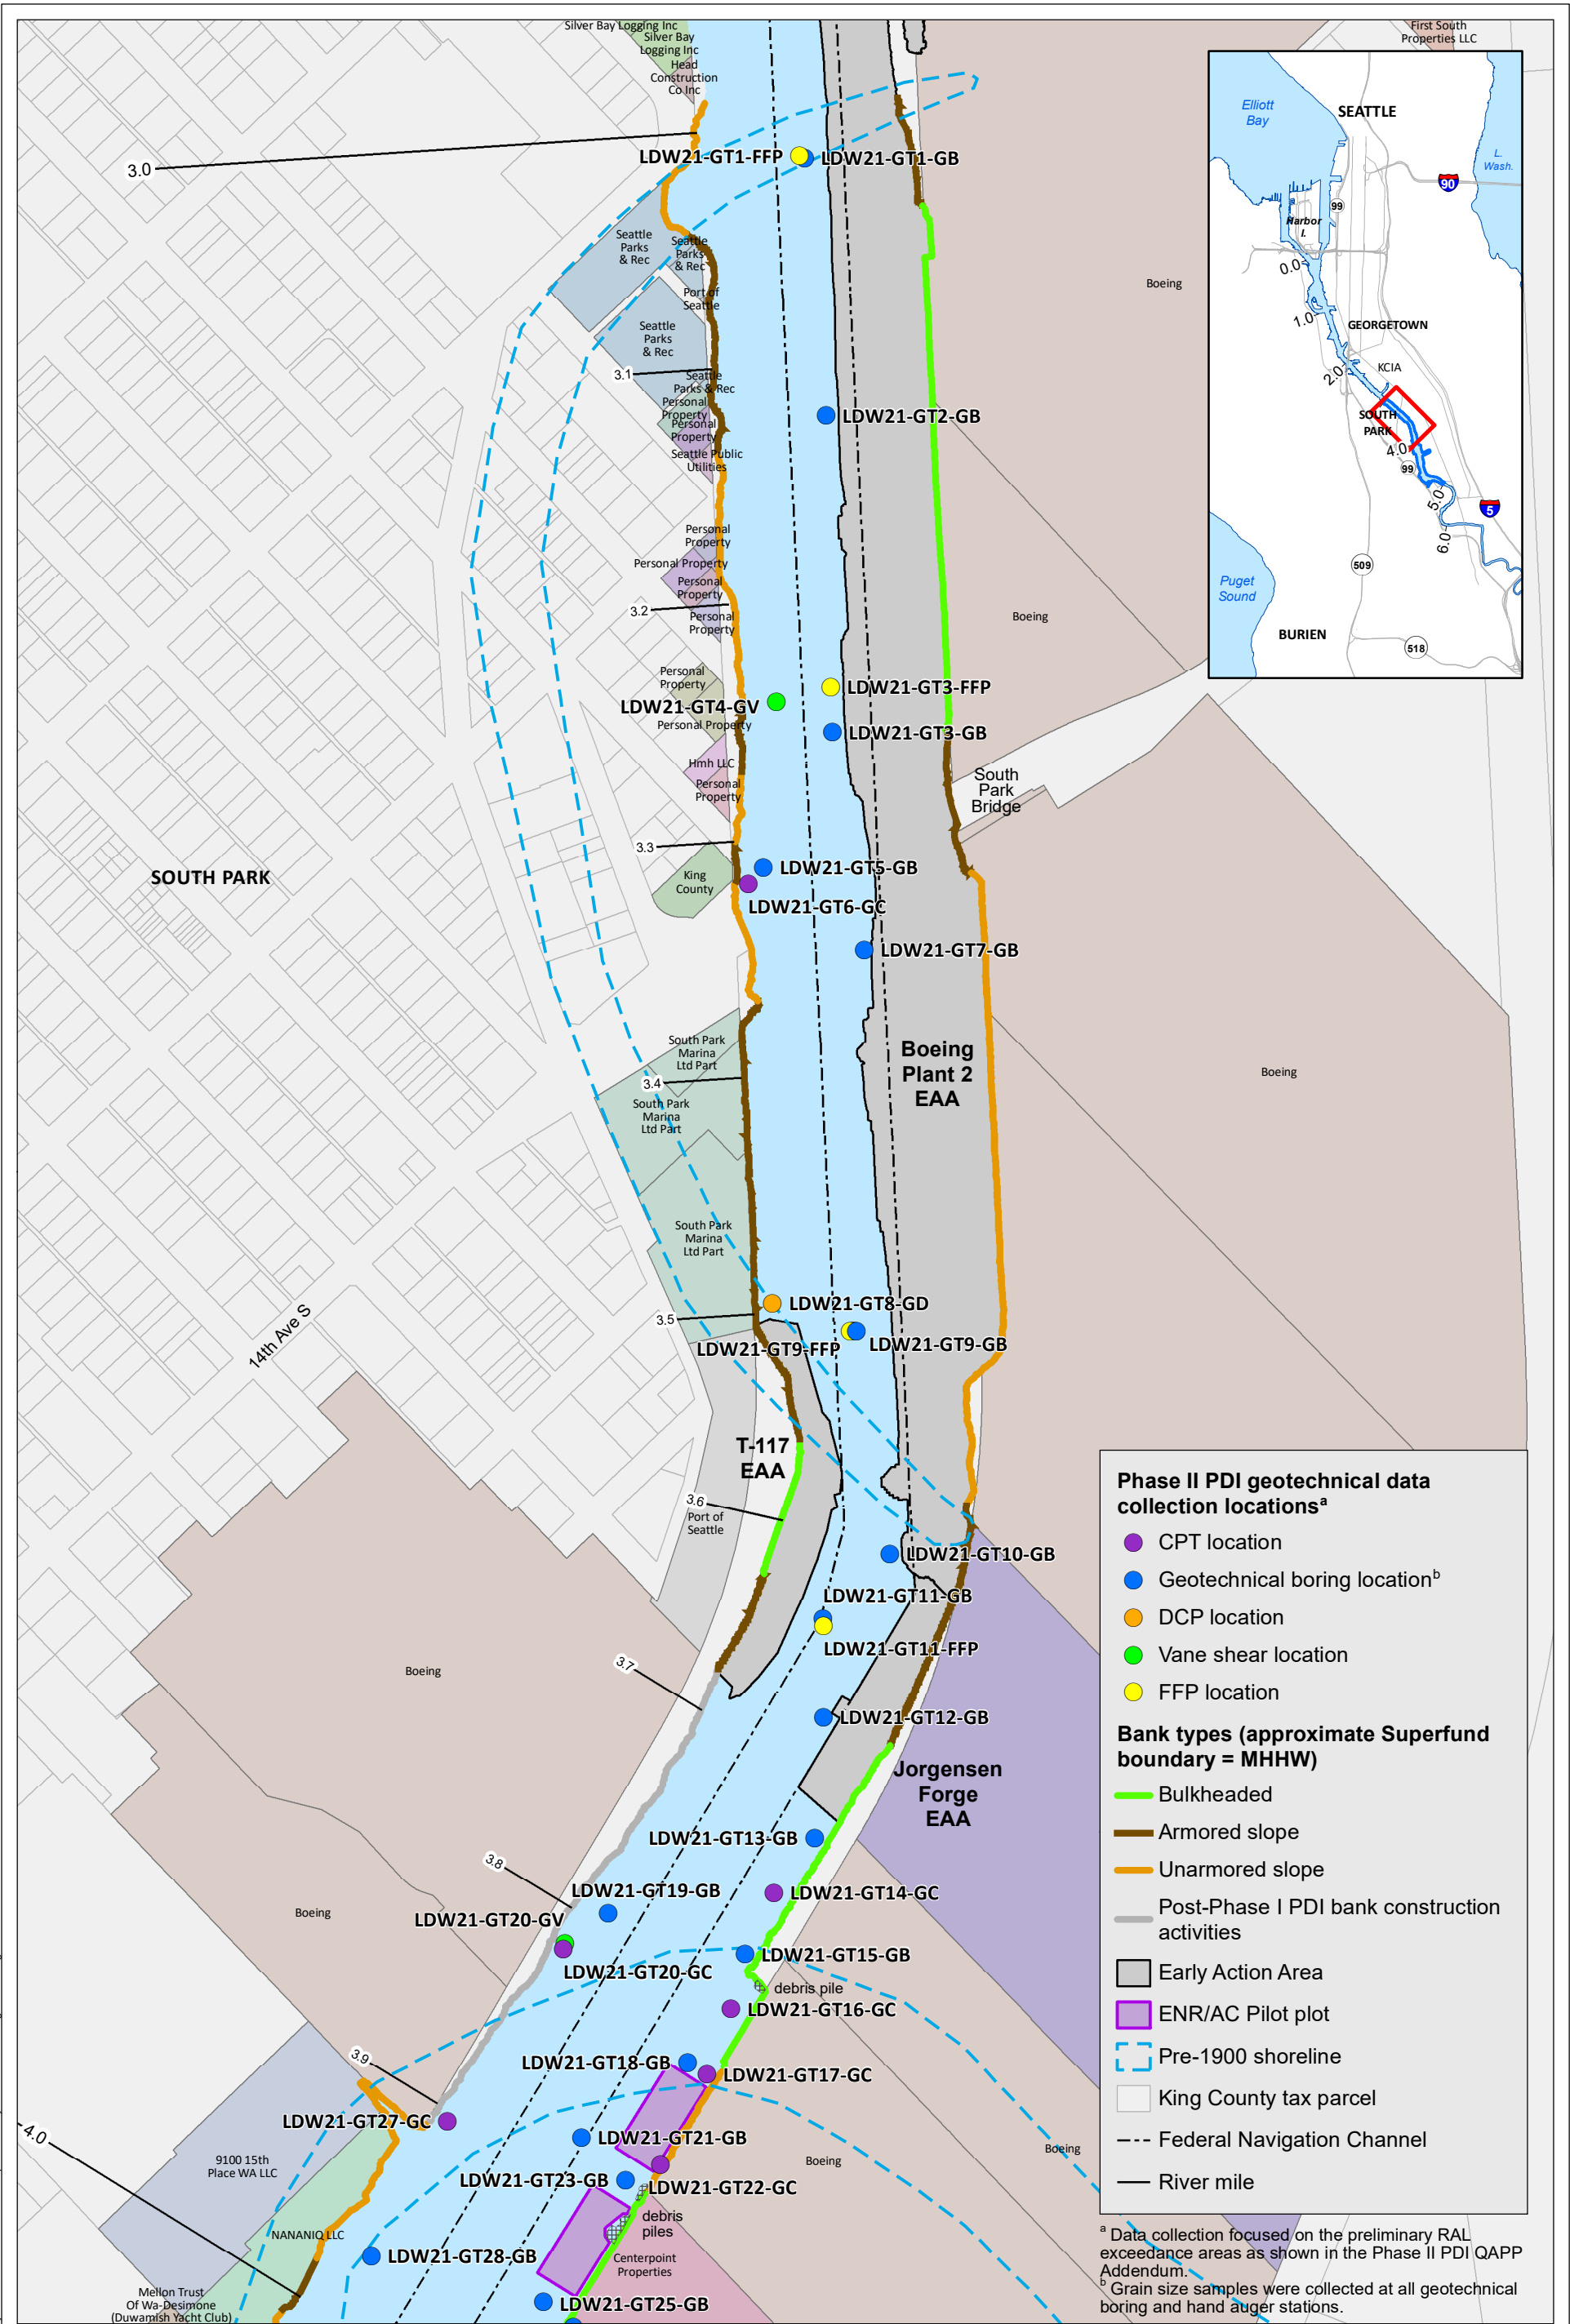 Silver Bay Logging Inc
Silver Bay
Logging Inc
Head
Construction
Co Inc
First South
Properties LLC
3.0
LDW21-GT1-FFP
LDW21-GT1-GB
Seattle
Parks
& Rec
Seattle
Parks
& Rec
Port of
Seattle
Seattle
Parks
& Rec
3.1
Seattle
Parks & Rec
Personal
Property
Personal
Property
Seattle Public
Utilities
LDW21-GT2-GB
Boeing
Personal
Property
Personal Property
Personal
Property
3.2
Personal
Property
Boeing
Personal
Property
LDW21-GT3-FFP
LDW21-GT4-GV
Personal Property
LDW21-GT3-GB
Hmh LLC
Personal
Property
South
Park
Bridge
3.3
SOUTH PARK
King
County
LDW21-GT5-GB
LDW21-GT6-GC
LDW21-GT7-GB
South Park
Marina
Ltd Part
3.4
South Park
Marina
Ltd Part
Boeing
Plant 2
EAA
Boeing
South Park
Marina
Ltd Part
14th Ave S
3.5
LDW21-GT8-GD
LDW21-GT9-FFP
LDW21-GT9-GB
T-117
EAA
3.6
Port of
Seattle
LDW21-GT10-GB
LDW21-GT11-GB
LDW21-GT11-FFP
3.7
Boeing
LDW21-GT12-GB
Jorgensen
Forge
EAA
LDW21-GT13-GB
3.8
LDW21-GT14-GC
LDW21-GT19-GB
Boeing
LDW21-GT20-GV
LDW21-GT20-GC
LDW21-GT15-GB
debris pile
LDW21-GT16-GC
3.9
LDW21-GT18-GB
LDW21-GT17-GC
LDW21-GT27-GC
4.0
LDW21-GT21-GB
Boeing
Boeing
9100 15th
Place WA LLC
LDW21-GT23-GB
LDW21-GT22-GC
debris
piles
NANANIQ LLC
LDW21-GT28-GB
Centerpoint
Properties
Mellon Trust
Of Wa-Desimone
(Duwamish Yacht Club)
LDW21-GT25-GB
Elliott
Bay
SEATTLE
L.
Wash.
90
99
Harbor
I.
0.0
1.0
GEORGETOWN
KCIA
2.0
SOUTH
PARK
4.0
99
5.0
5
6.0
509
Puget
Sound
BURIEN
518
Phase II PDI geotechnical data
collection locationsᵃ
CPT location
Geotechnical boring locationᵇ
DCP location
Vane shear location
FFP location
Bank types (approximate Superfund
boundary = MHHW)
Bulkheaded
Armored slope
Unarmored slope
Post-Phase I PDI bank construction
activities
Early Action Area
ENR/AC Pilot plot
Pre-1900 shoreline
King County tax parcel
Federal Navigation Channel
River mile
ᵃ Data collection focused on the preliminary RAL
exceedance areas as shown in the Phase II PDI QAPP
Addendum.
ᵇ Grain size samples were collected at all geotechnical
boring and hand auger stations.